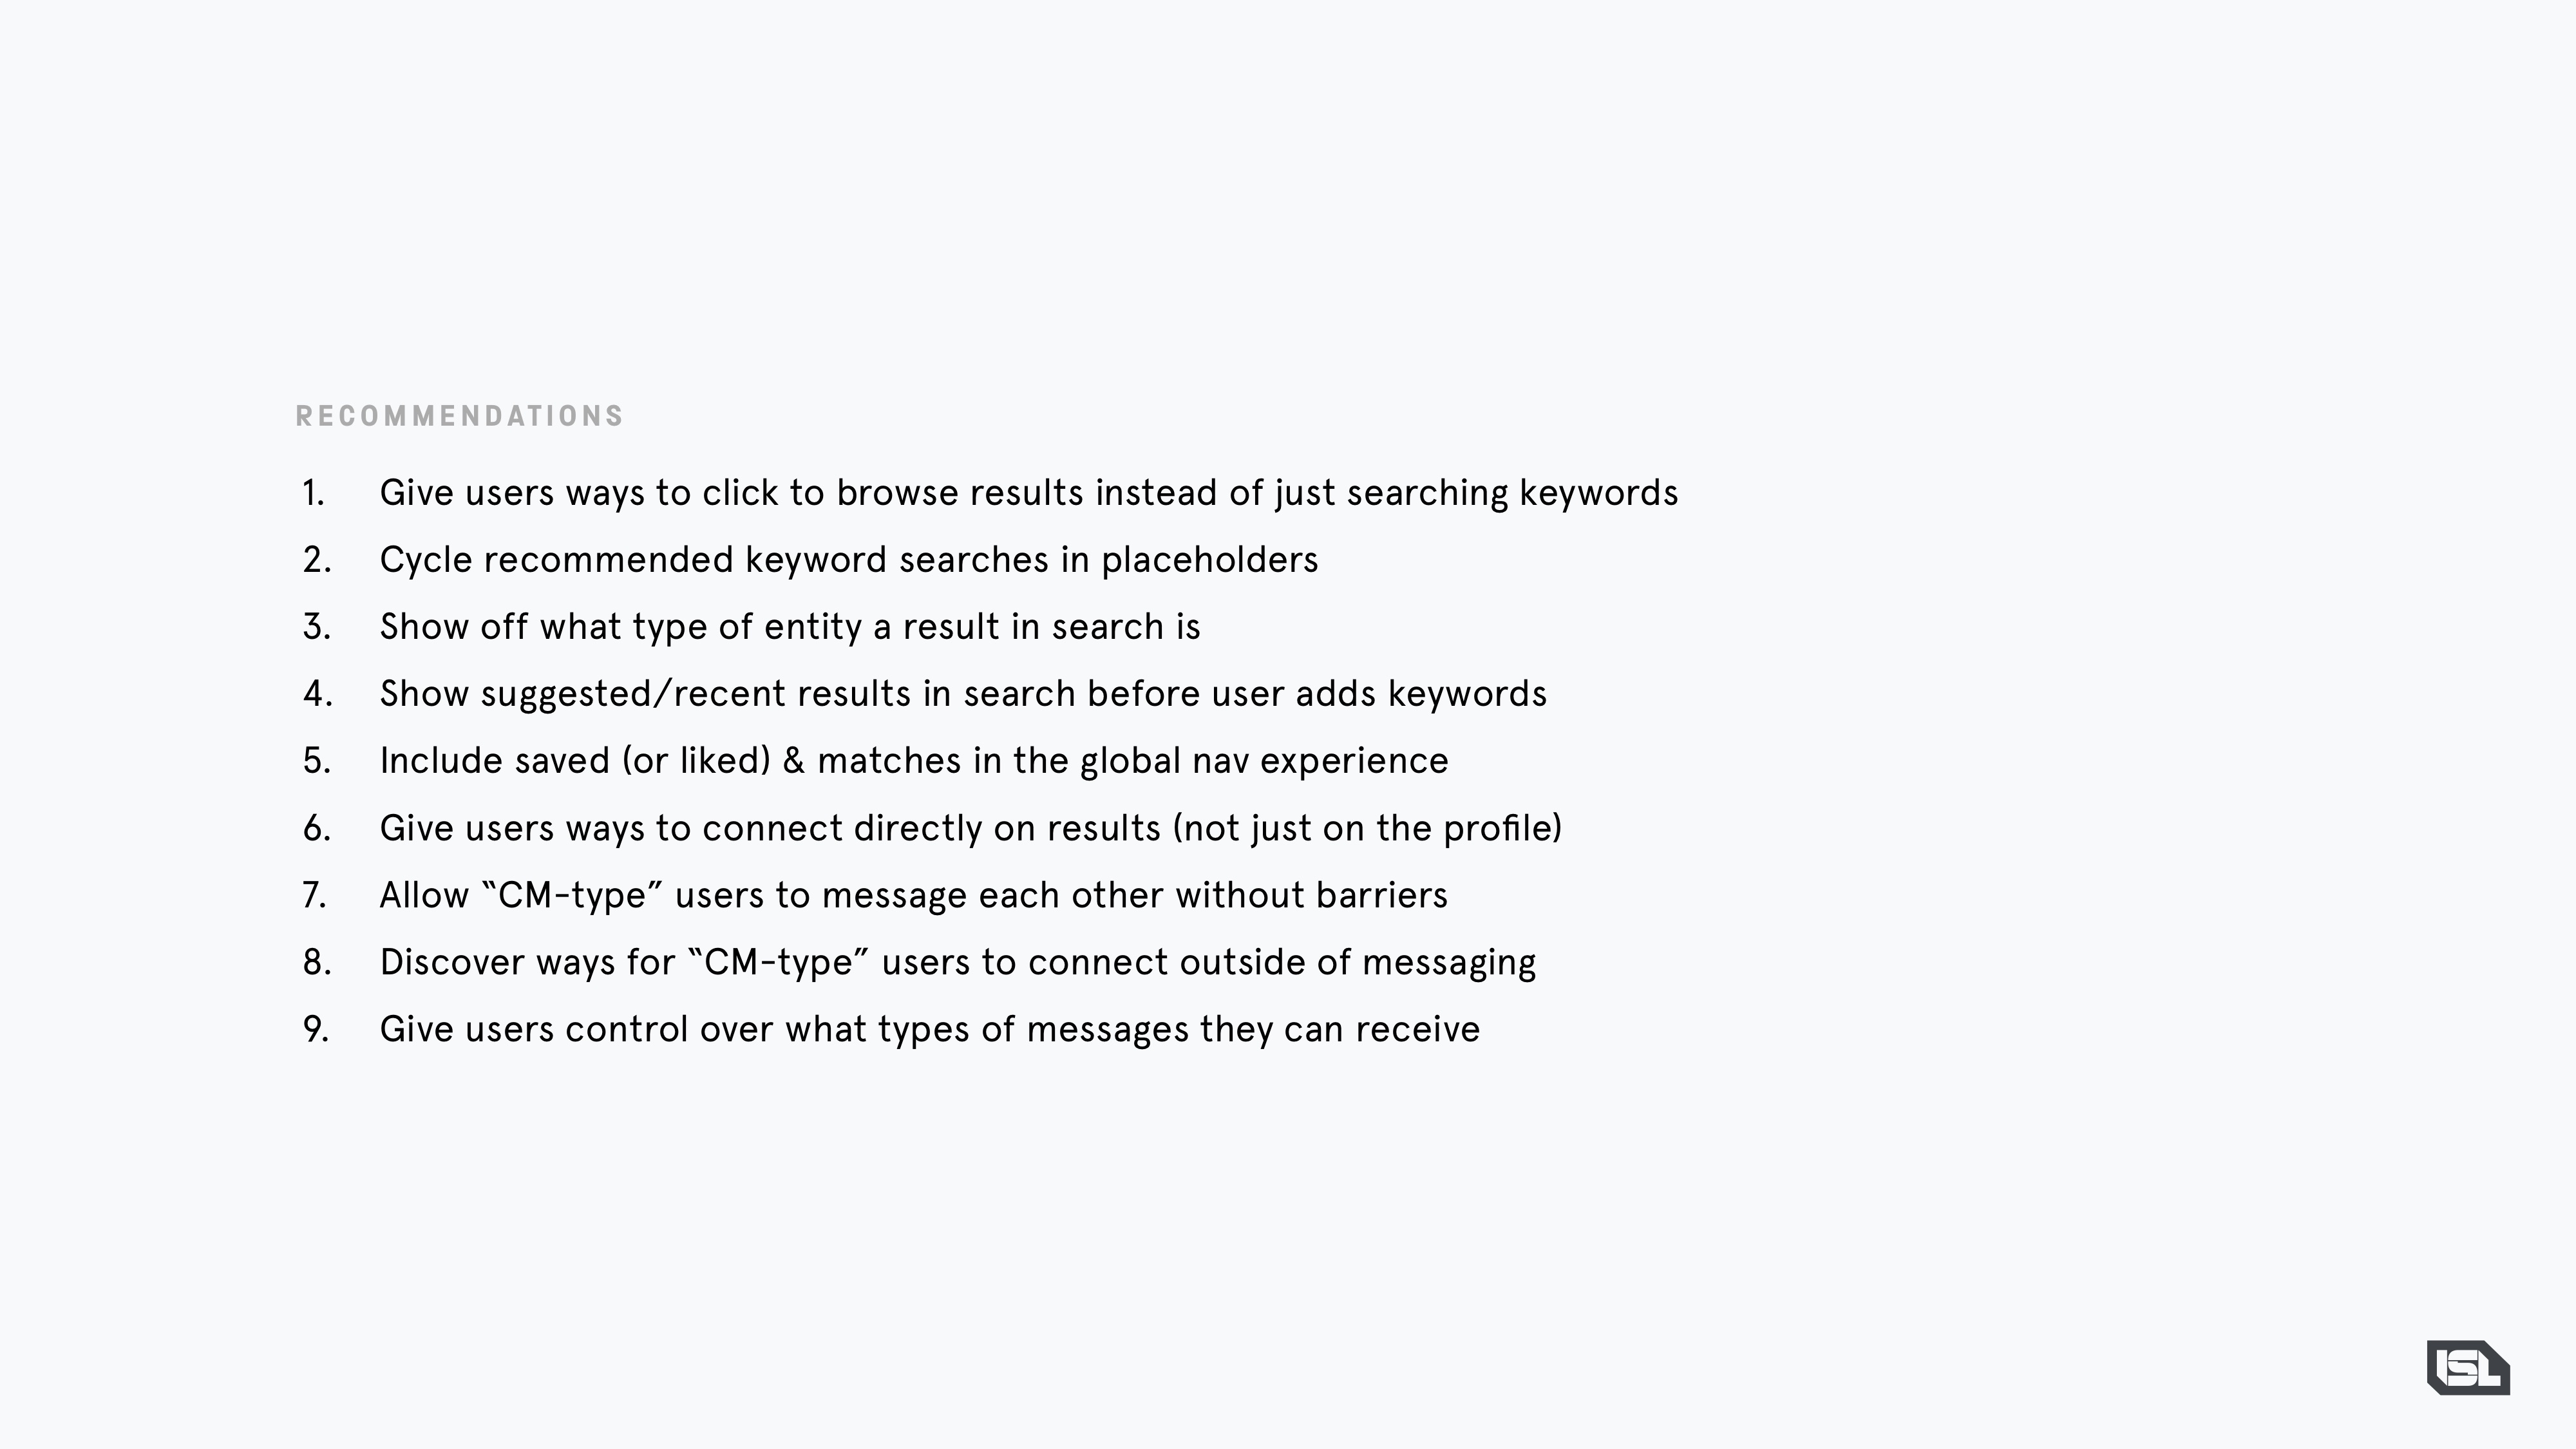 RECOMMENDATIONS
1. Give users ways to click to browse results instead of just searching keywords
2. Cycle recommended keyword searches in placeholders
3. Show off what type of entity a result in search is
4. Show suggested/recent results in search before user adds keywords
5. Include saved (or liked) & matches in the global nav experience
6. Give users ways to connect directly on results (not just on the profile)
7. Allow “CM-type” users to message each other without barriers
8. Discover ways for “CM-type” users to connect outside of messaging
9. Give users control over what types of messages they can receive
ISL